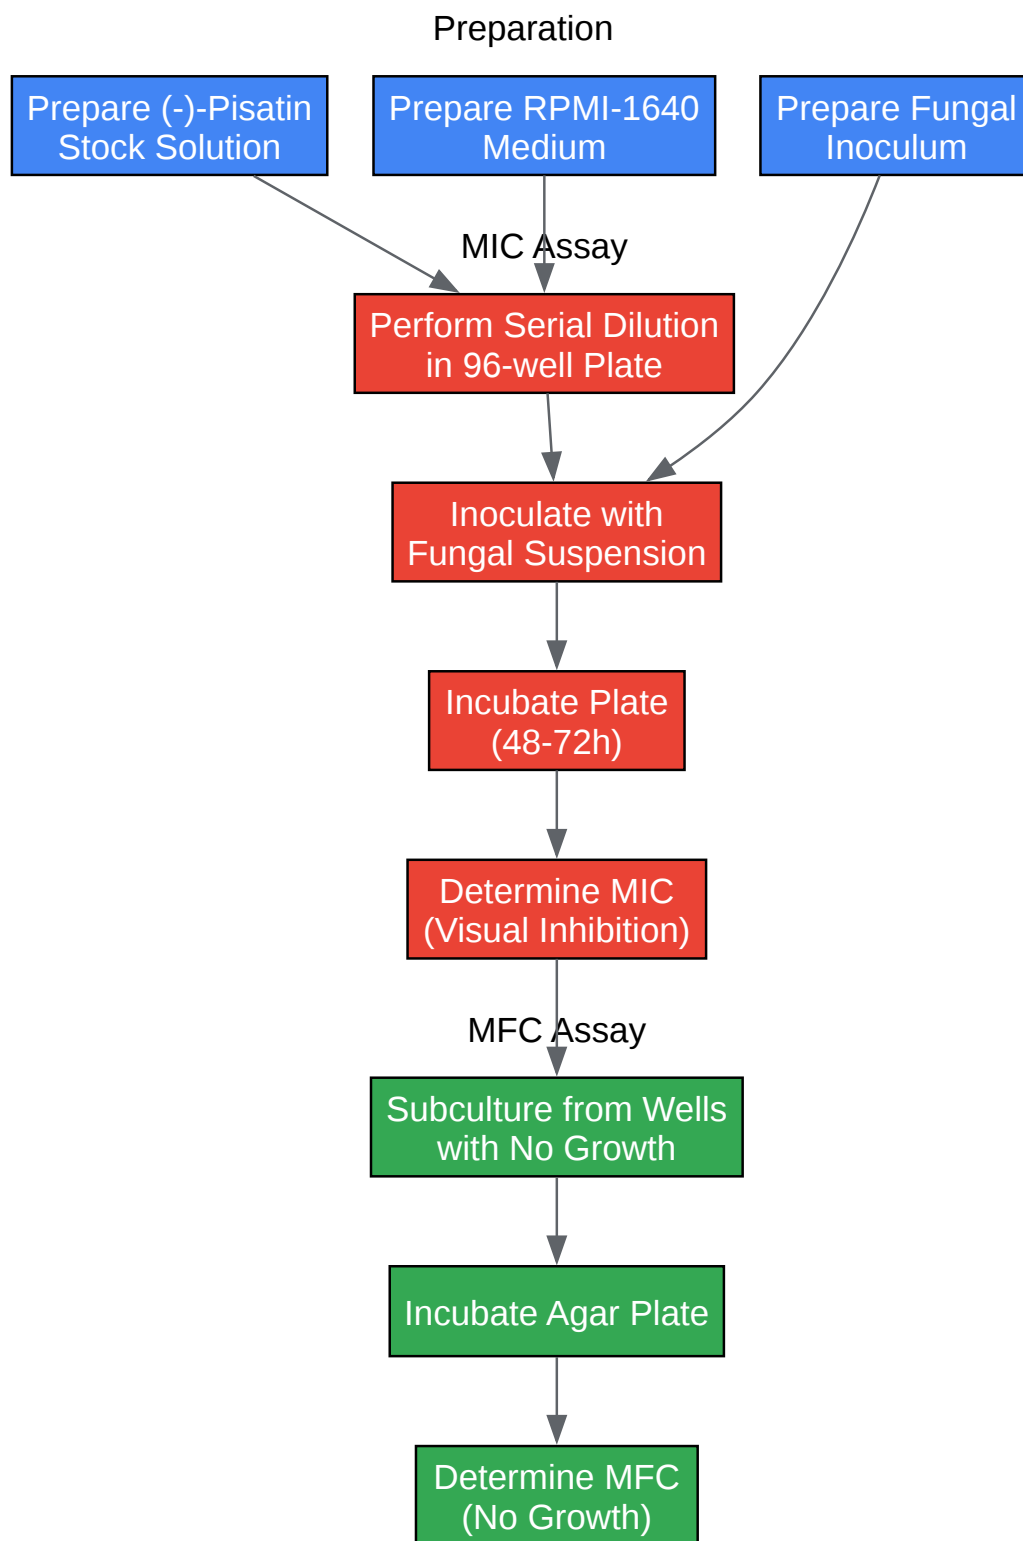 Preparation
Prepare (-)-Pisatin
Stock Solution
Prepare RPMI-1640
Medium
Prepare Fungal
Inoculum
MIC Assay
Perform Serial Dilution
in 96-well Plate
Inoculate with
Fungal Suspension
Incubate Plate
(48-72h)
Determine MIC
(Visual Inhibition)
MFC Assay
Subculture from Wells
with No Growth
Incubate Agar Plate
Determine MFC
(No Growth)